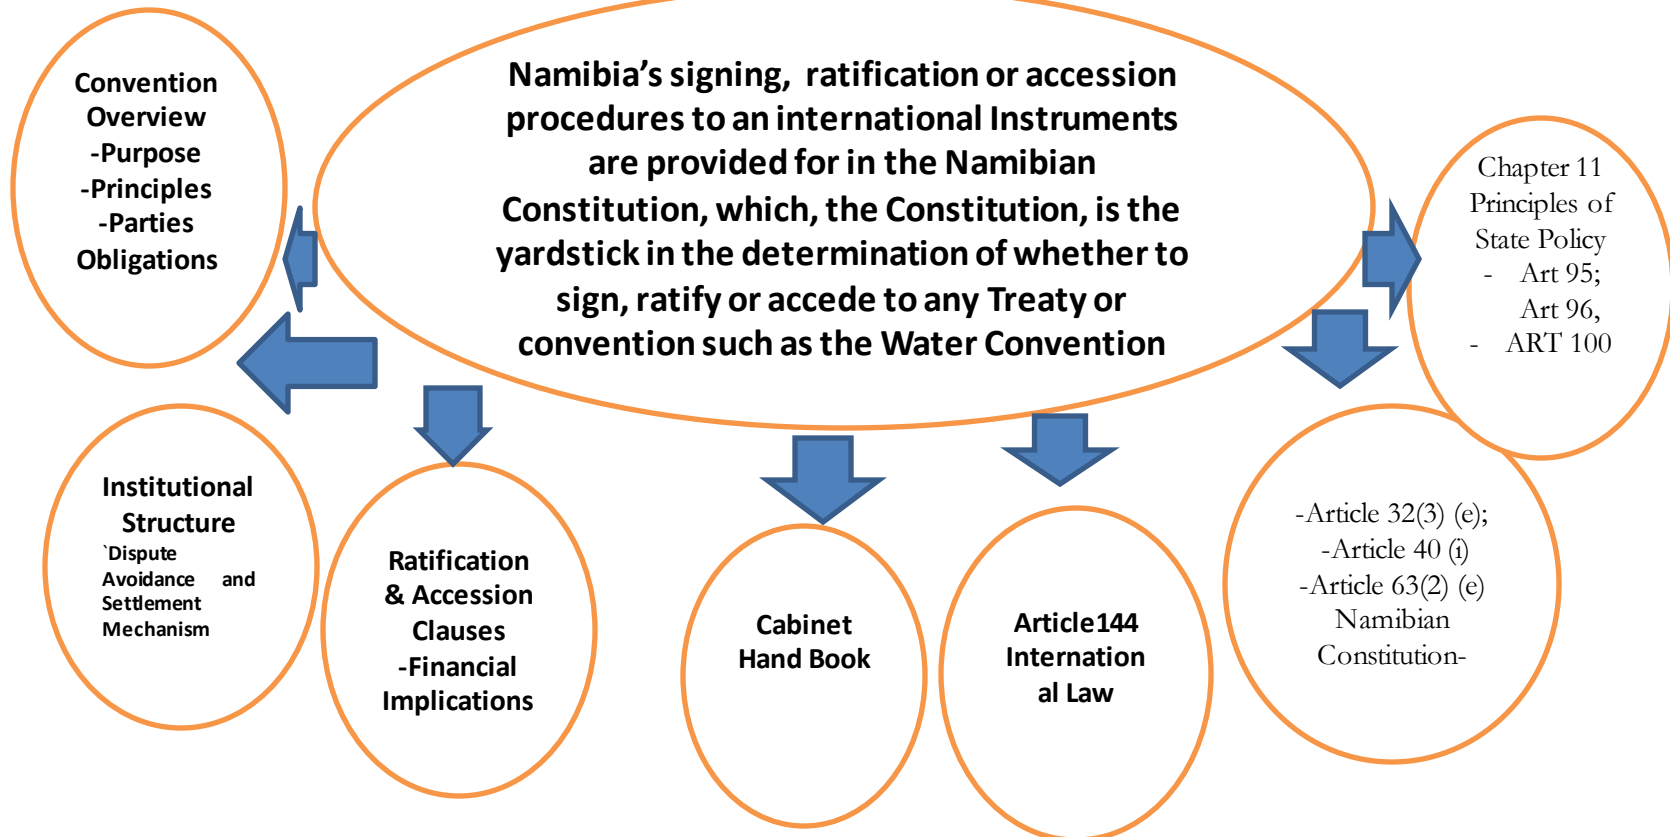 Convention
Overview
-Purpose
-Principles
-Parties
Obligations
Namibia’s signing, ratification or accession
procedures to an international Instruments
are provided for in the Namibian
Constitution, which, the Constitution, is the
yardstick in the determination of whether to
sign, ratify or accede to any Treaty or
convention such as the Water Convention
Chapter 11
Principles of
State Policy
- Art 95;
Art 96,
- ART 100
Institutional
Structure
`Dispute
Avoidance and
Settlement
Mechanism
Ratification
& Accession
Clauses
-Financial
Implications
Cabinet
Hand Book
Article144
Internation
al Law
-Article 32(3) (e);
-Article 40 (i)
-Article 63(2) (e)
Namibian
Constitution-